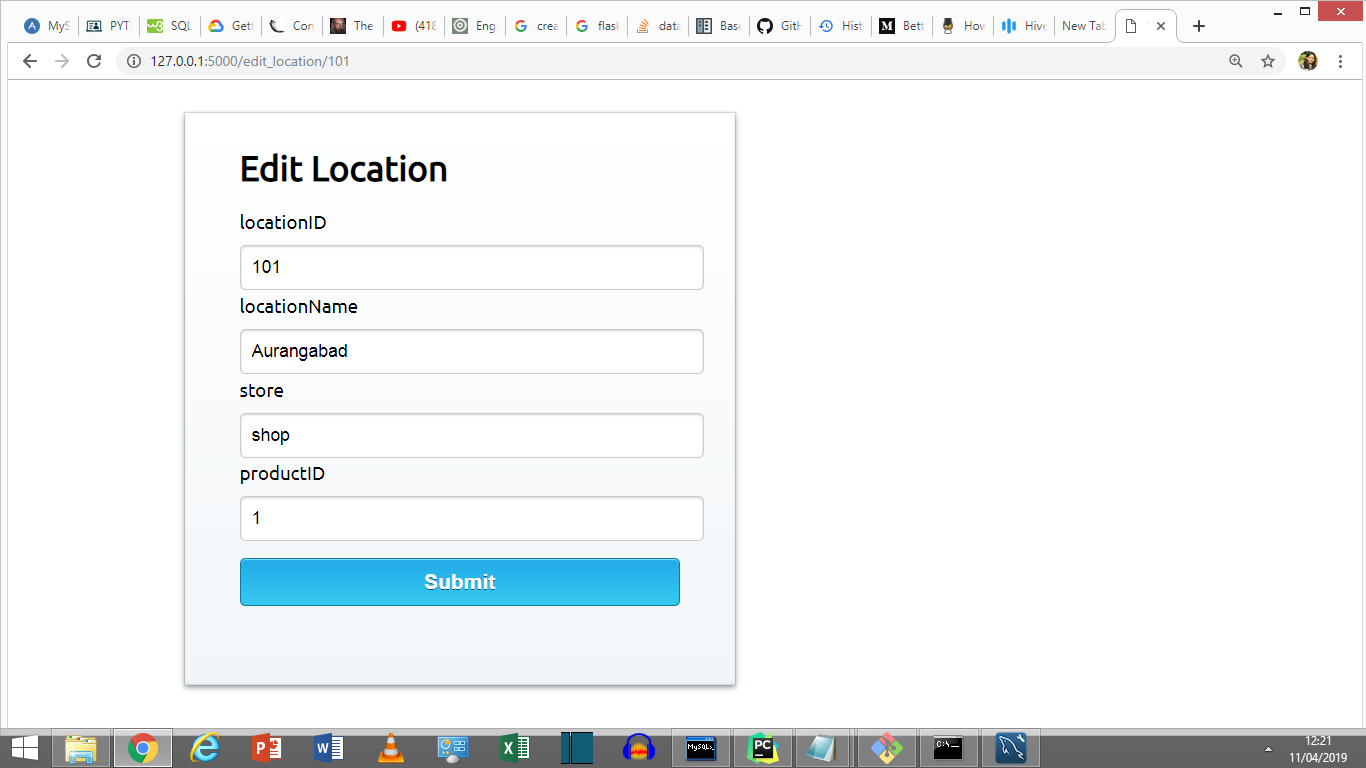 MyS
PYT
SQL
Gett
Con
The
(418
Eng
crea
flask
data
Base
GitH
Hist
M Bett
How
Hive
New Tab
127.0.0.1:5000/edit_location/101
Edit Location
locationID
101
locationName
Aurangabad
store
shop
productID
1
Submit
12:21
11/04/2019